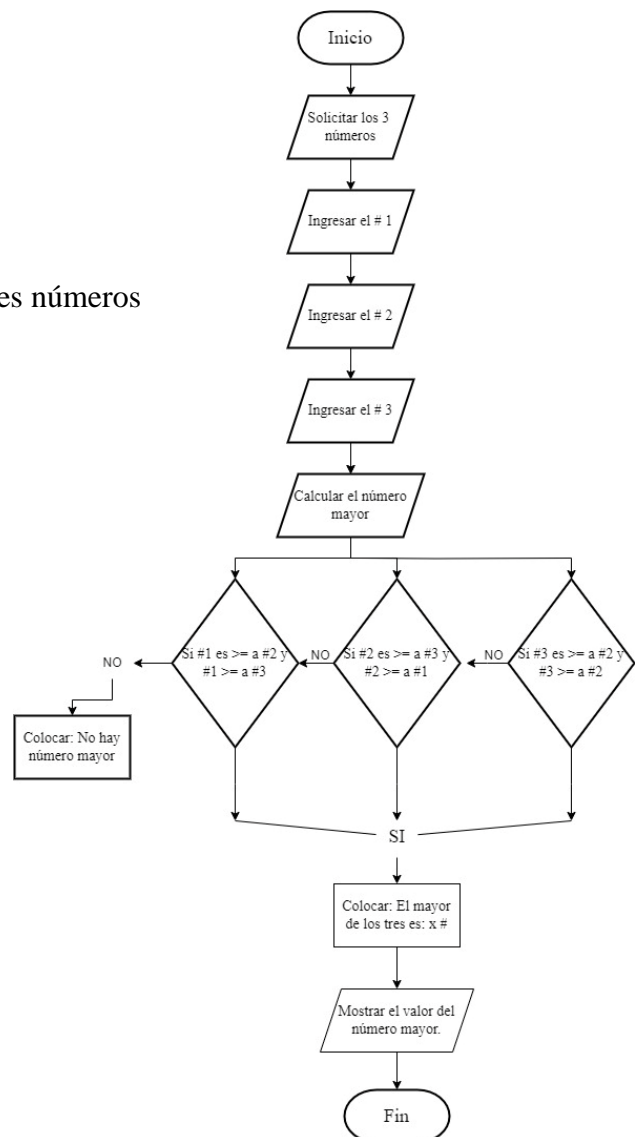 Inicio
Solicitar los 3
números
Ingresar el # 1
es números
Ingresar el # 2
Ingresar el # 3
Calcular el número
mayor
Si #1 es >= a #2 y
#1 >= a #3
NO
Si #2 es >= a #3 y
#2 >= a #1
NO
Si #3 es >= a #2 y
#3 >= a #2
NO
Colocar: No hay
número mayor
SI
Colocar: El mayor
de los tres es: x #
Mostrar el valor del
número mayor.
Fin